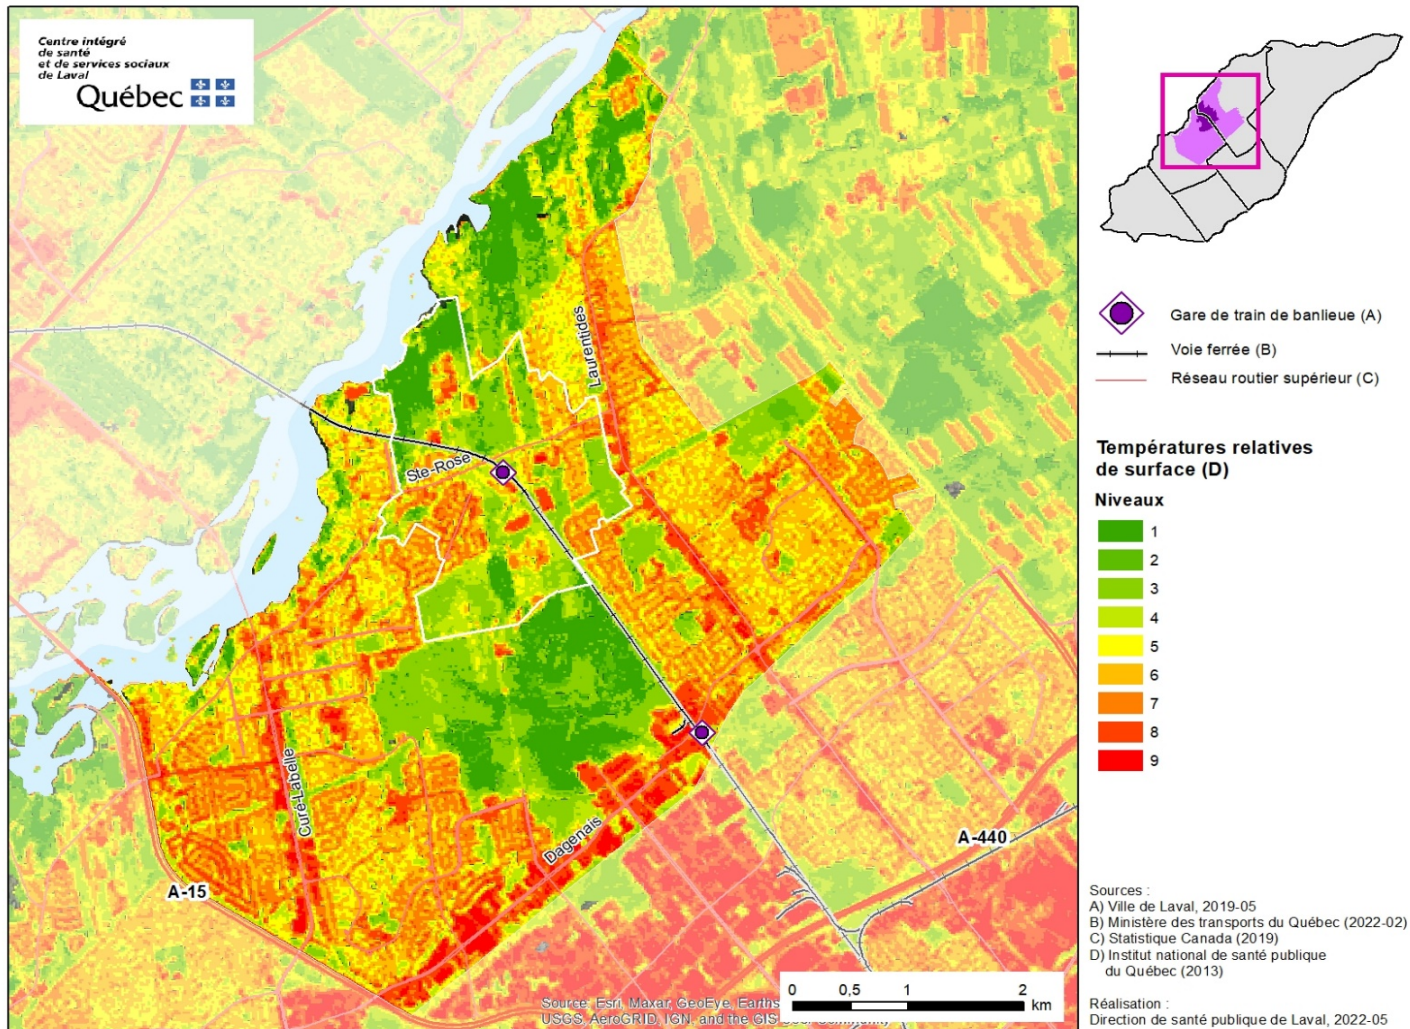 Centre intégré
de santé
et de services sociaux
de Laval
Québec
Laurentides
Ste-Rose
Curé-Labelle
Dagenais
A-15
A-440
Source: Esri, Maxar, GeoEye, Earths
USGS, AeroGRID, IGN, and the GIS User Community
0 0,5 1 2
km
Gare de train de banlieue (A)
Voie ferrée (B)
Réseau routier supérieur (C)
Températures relatives
de surface (D)
Niveaux
1
2
3
4
5
6
7
8
9
Sources :
A) Ville de Laval, 2019-05
B) Ministère des transports du Québec (2022-02)
C) Statistique Canada (2019)
D) Institut national de santé publique
du Québec (2013)
Réalisation :
Direction de santé publique de Laval, 2022-05